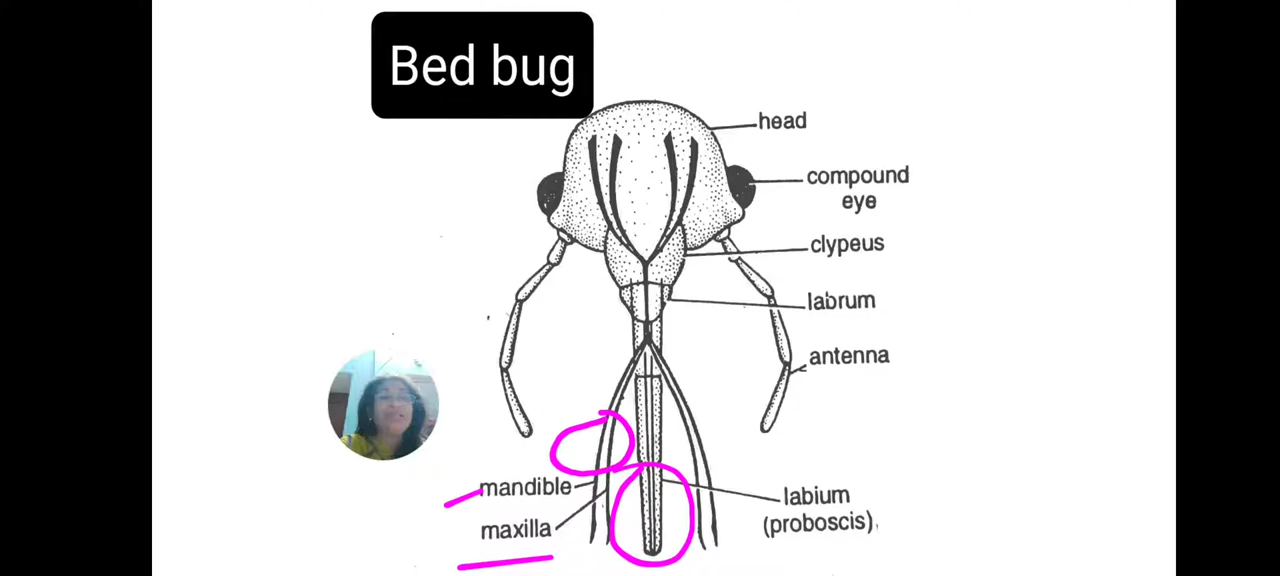 Bed bug
head
compound
eye
clypeus
labrum
antenna
mandible
maxilla
labium
(proboscis)